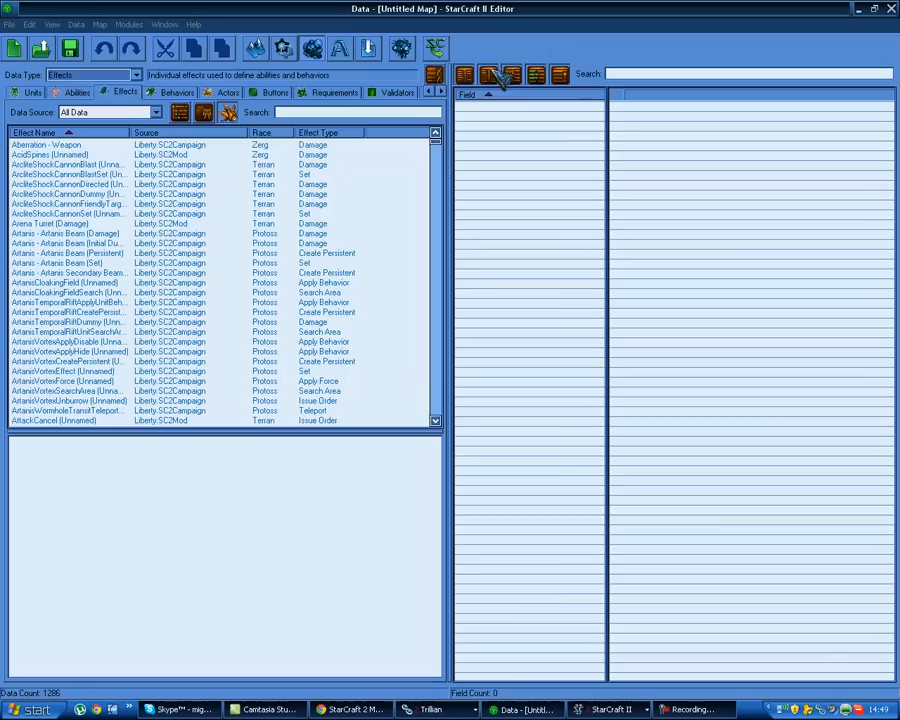 Data - [Untitled Map] - StarCraft II Editor
File Edit View Data Map Modules Window Help
Data Type: Effects Individual effects used to define abilities and behaviors Search:
Units Abilities Effects Behaviors Actors Buttons Requirements Validators Field
Data Source: All Data Search:
Effect Name Source Race Effect Type
Aberration - Weapon Liberty.SC2Campaign Zerg Damage
AcidSpines (Unnamed) Liberty.SC2Mod Zerg Damage
ArcliteShockCannonBlast (Unna... Liberty.SC2Campaign Terran Damage
ArcliteShockCannonBlastSet (Un... Liberty.SC2Campaign Terran Set
ArcliteShockCannonDirected (Un... Liberty.SC2Campaign Terran Damage
ArcliteShockCannonDummy (Uns... Liberty.SC2Campaign Terran Damage
ArcliteShockCannonFriendlyTarg... Liberty.SC2Campaign Terran Damage
ArcliteShockCannonSet (Unnam... Liberty.SC2Campaign Terran Set
Arena Turret (Damage) Liberty.SC2Mod Terran Damage
Artanis - Artanis Beam (Damage) Liberty.SC2Campaign Protoss Damage
Artanis - Artanis Beam (Initial Du... Liberty.SC2Campaign Protoss Damage
Artanis - Artanis Beam (Persistent) Liberty.SC2Campaign Protoss Create Persistent
Artanis - Artanis Beam (Set) Liberty.SC2Campaign Protoss Set
Artanis - Artanis Secondary Beam... Liberty.SC2Campaign Protoss Create Persistent
ArtanisCloakingField (Unnamed) Liberty.SC2Campaign Protoss Apply Behavior
ArtanisCloakingFieldSearch (Unn... Liberty.SC2Campaign Protoss Search Area
ArtanisTemporalRiftApplyUnitBeh... Liberty.SC2Campaign Protoss Apply Behavior
ArtanisTemporalRiftCreatePersist... Liberty.SC2Campaign Protoss Create Persistent
ArtanisTemporalRiftDummy (Un... Liberty.SC2Campaign Protoss Damage
ArtanisTemporalRiftUnitSearchAr... Liberty.SC2Campaign Protoss Search Area
ArtanisVortexApplyDisable (Unna... Liberty.SC2Campaign Protoss Apply Behavior
ArtanisVortexApplyHide (Unnamed) Liberty.SC2Campaign Protoss Apply Behavior
ArtanisVortexCreatePersistent (U... Liberty.SC2Campaign Protoss Create Persistent
ArtanisVortexEffect (Unnamed) Liberty.SC2Campaign Protoss Set
ArtanisVortexForce (Unnamed) Liberty.SC2Campaign Protoss Apply Force
ArtanisVortexSearchArea (Unna... Liberty.SC2Campaign Protoss Search Area
ArtanisVortexUnburrow (Unnamed) Liberty.SC2Campaign Protoss Issue Order
ArtanisWormholeTransitTeleport... Liberty.SC2Campaign Protoss Teleport
AttackCancel (Unnamed) Liberty.SC2Mod Terran Issue Order
Data Count: 1286 Field Count: 0
start Skype™ - mig... Camtasia Stu... StarCraft 2 M... Trillian Data - [Untitl... StarCraft II Recording... 14:49